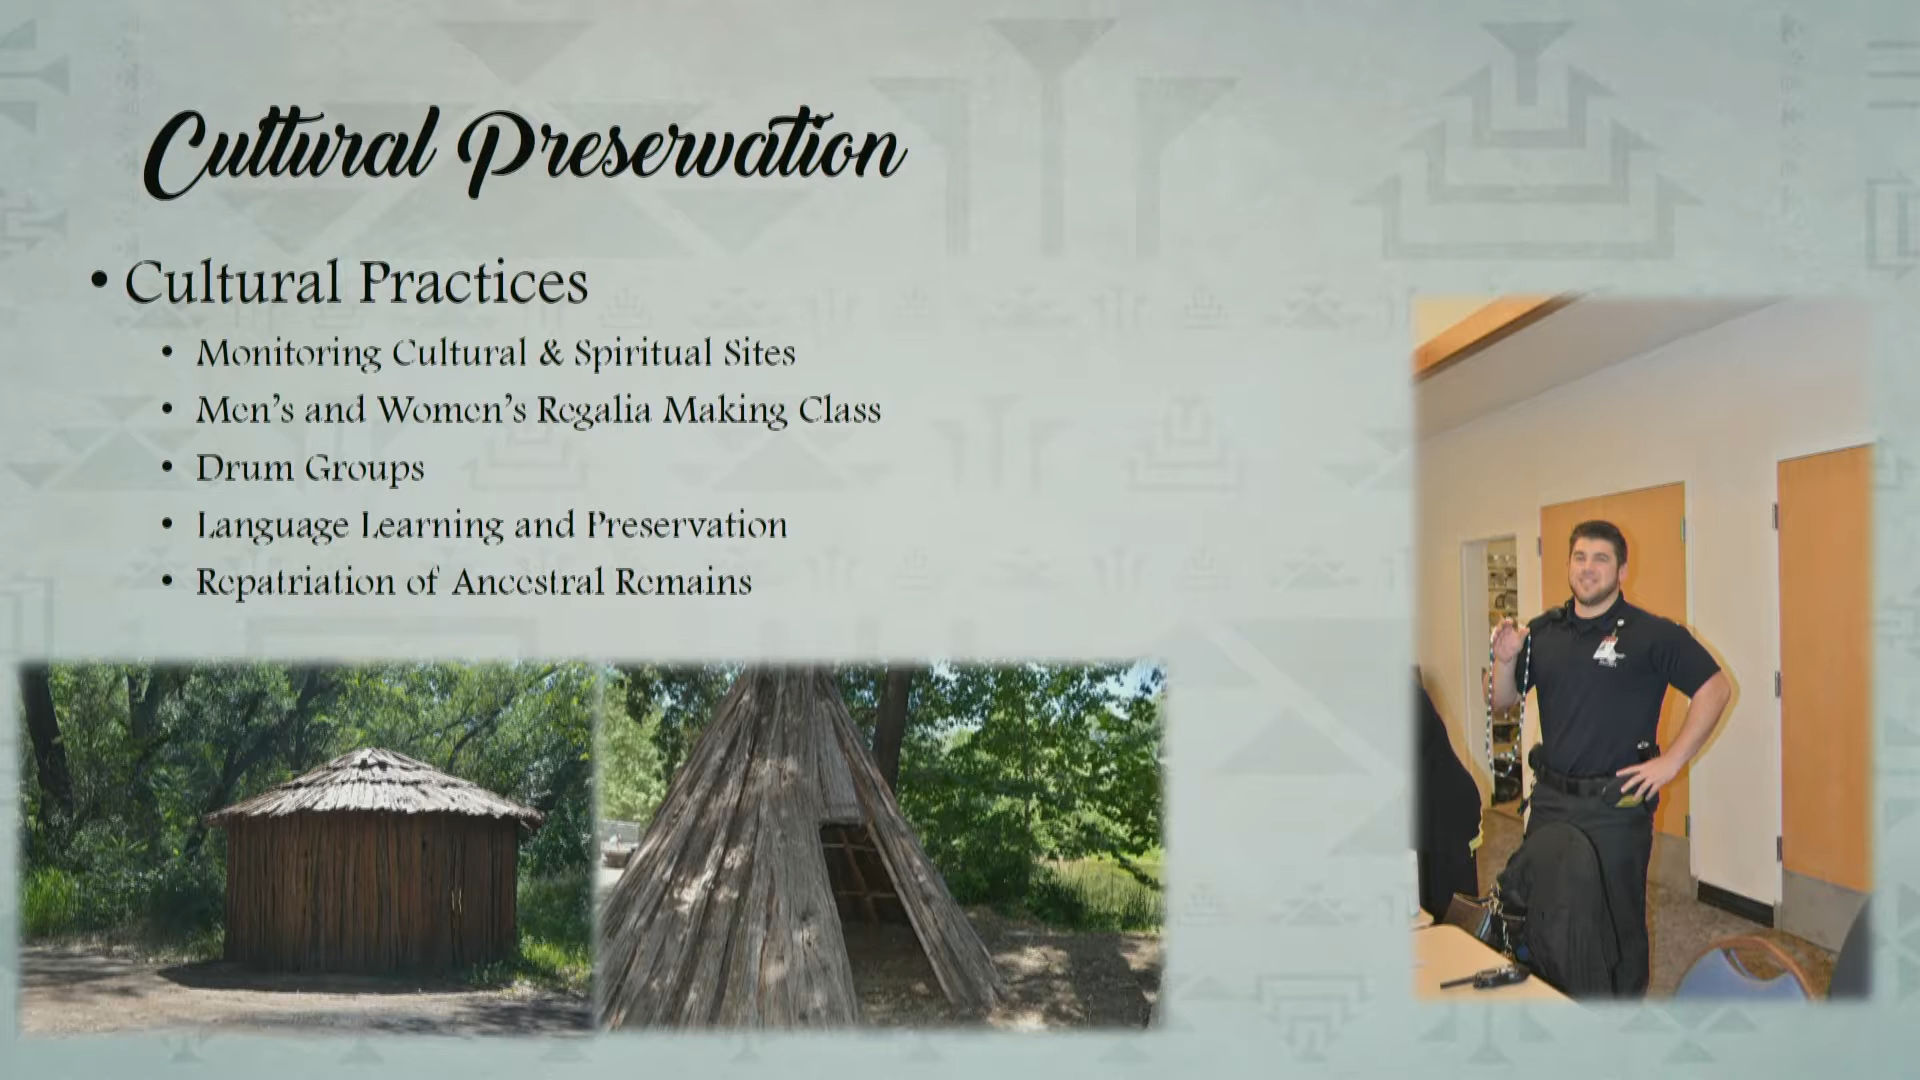 Cultural Preservation
• Cultural Practices
• Monitoring Cultural & Spiritual Sites
• Men's and Women's Regalia Making Class
• Drum Groups
• Language Learning and Preservation
• Repatriation of Ancestral Remains